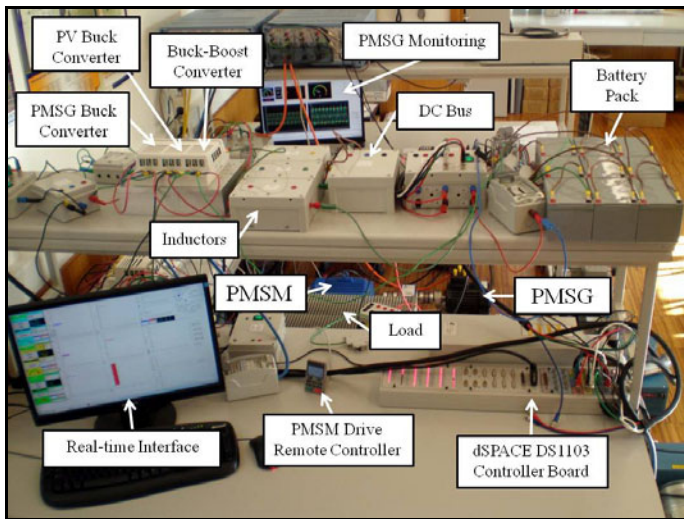 PV Buck
Converter
Buck-Boost
Converter
PMSG Monitoring
Battery
Pack
PMSG Buck
Converter
DC Bus
Inductors
PMSM
PMSG
Load
Real-time Interface
PMSM Drive
Remote Controller
dSPACE DS1103
Controller Board